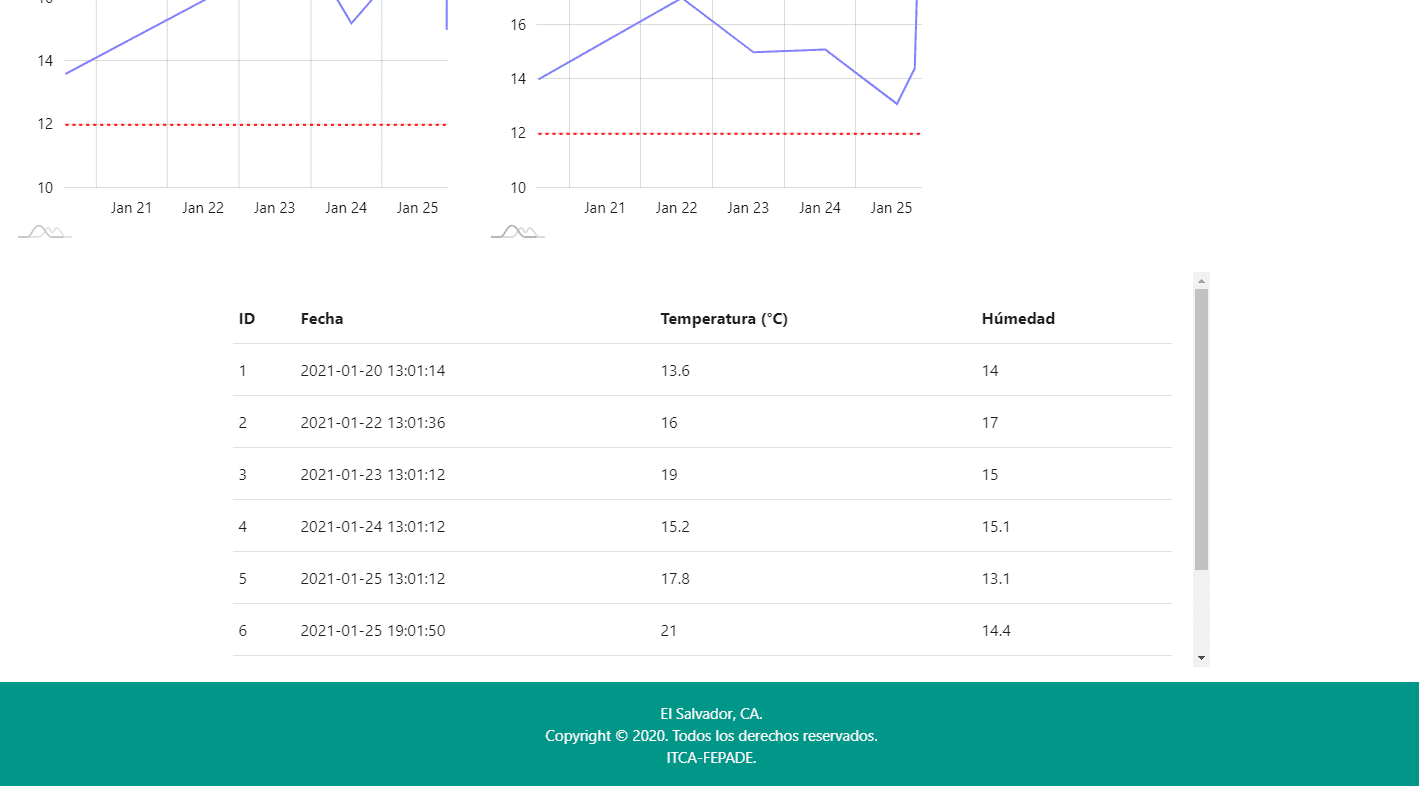 16
14
14
12
12
10
10
Jan 21 Jan 22 Jan 23 Jan 24 Jan 25
Jan 21 Jan 22 Jan 23 Jan 24 Jan 25
ID Fecha Temperatura (°C) Húmedad
1 2021-01-20 13:01:14 13.6 14
2 2021-01-22 13:01:36 16 17
3 2021-01-23 13:01:12 19 15
4 2021-01-24 13:01:12 15.2 15.1
5 2021-01-25 13:01:12 17.8 13.1
6 2021-01-25 19:01:50 21 14.4
El Salvador, CA.
Copyright © 2020. Todos los derechos reservados.
ITCA-FEPADE.